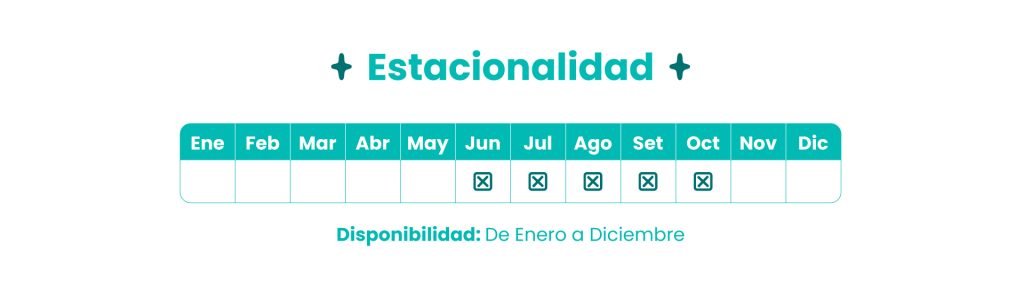 Estacionalidad
Ene Feb Mar Abr May Jun Jul Ago Set Oct Nov Dic
Disponibilidad: De Enero a Diciembre